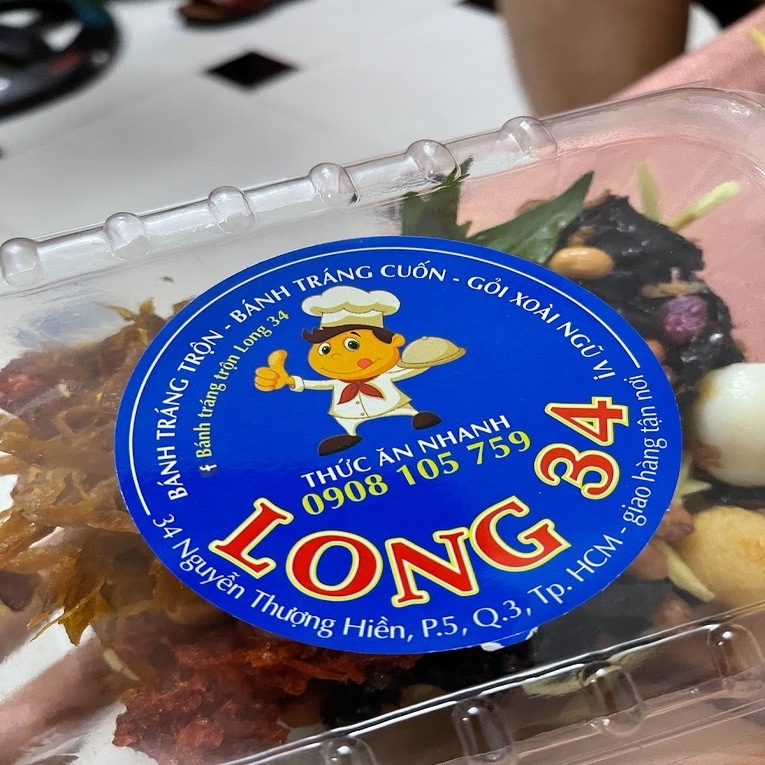 BÁNH TRÁNG TRỘN - BÁNH TRÁNG CUỐN - GỎI XOÀI NGŨ VỊ
f Bánh tráng trộn Long 34
THỨC ĂN NHANH
0908 105 759
LONG 34
34 Nguyễn Thượng Hiền, P.5, Q.3, Tp. HCM - giao hàng tận nơi